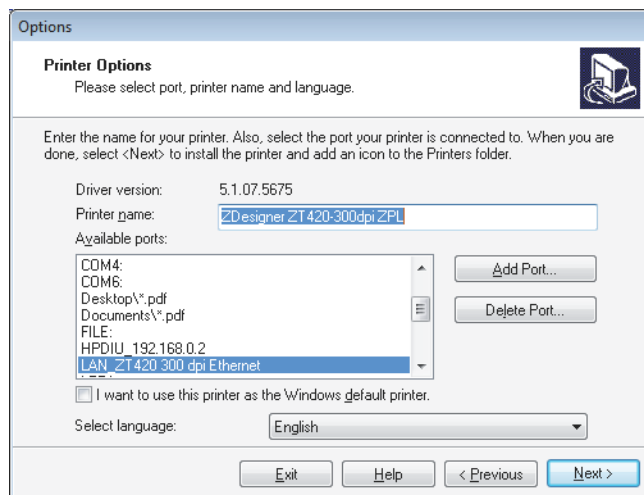 Options
Printer Options
Please select port, printer name and language.
Enter the name for your printer. Also, select the port your printer is connected to. When you are
done, select <Next> to install the printer and add an icon to the Printers folder.
Driver version: 5.1.07.5675
Printer name: ZDesigner ZT420-300dpi ZPL
Available ports:
COM4:
COM6:
Desktop\*.pdf
Documents\*.pdf
FILE:
HPDIU_192.168.0.2
LAN_ZT420 300 dpi Ethernet
Add Port...
Delete Port...
I want to use this printer as the Windows default printer.
Select language: English
Exit Help < Previous Next >